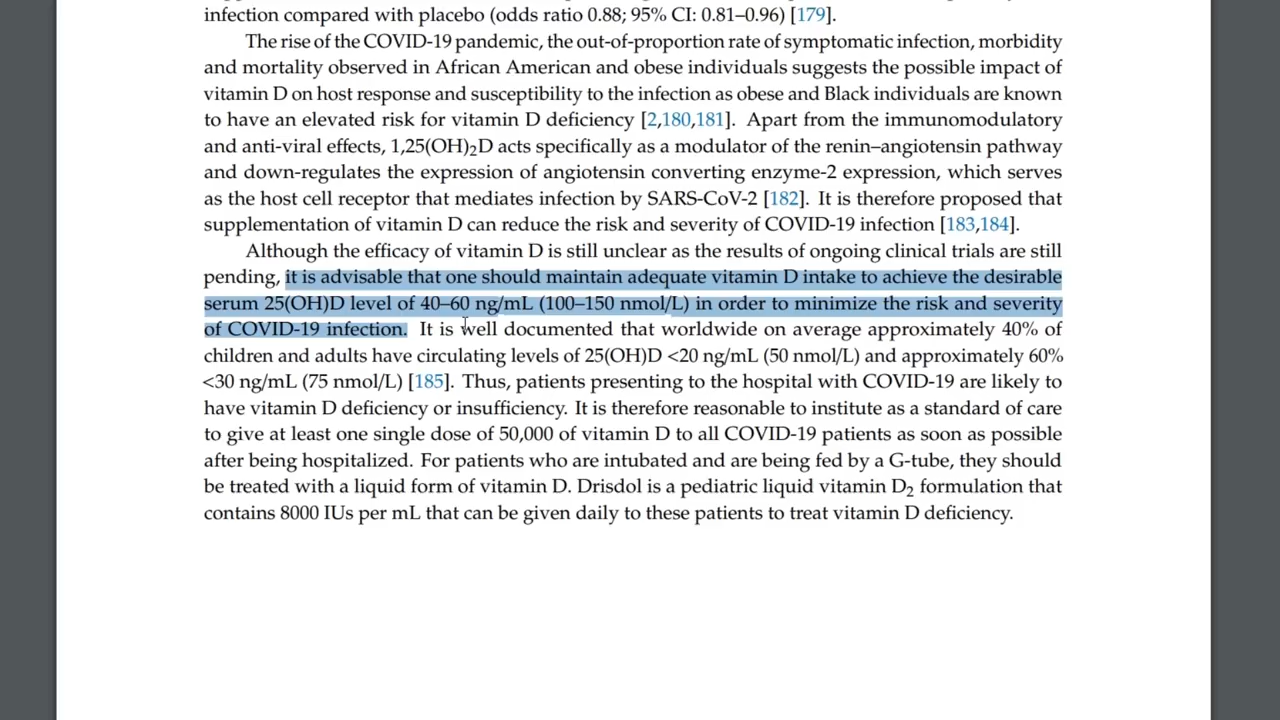 infection compared with placebo (odds ratio 0.88; 95% CI: 0.81–0.96) [179].
The rise of the COVID-19 pandemic, the out-of-proportion rate of symptomatic infection, morbidity
and mortality observed in African American and obese individuals suggests the possible impact of
vitamin D on host response and susceptibility to the infection as obese and Black individuals are known
to have an elevated risk for vitamin D deficiency [2,180,181]. Apart from the immunomodulatory
and anti-viral effects, 1,25(OH)₂D acts specifically as a modulator of the renin–angiotensin pathway
and down-regulates the expression of angiotensin converting enzyme-2 expression, which serves
as the host cell receptor that mediates infection by SARS-CoV-2 [182]. It is therefore proposed that
supplementation of vitamin D can reduce the risk and severity of COVID-19 infection [183,184].
Although the efficacy of vitamin D is still unclear as the results of ongoing clinical trials are still
pending, it is advisable that one should maintain adequate vitamin D intake to achieve the desirable
serum 25(OH)D level of 40–60 ng/mL (100–150 nmol/L) in order to minimize the risk and severity
of COVID-19 infection. It is well documented that worldwide on average approximately 40% of
children and adults have circulating levels of 25(OH)D <20 ng/mL (50 nmol/L) and approximately 60%
<30 ng/mL (75 nmol/L) [185]. Thus, patients presenting to the hospital with COVID-19 are likely to
have vitamin D deficiency or insufficiency. It is therefore reasonable to institute as a standard of care
to give at least one single dose of 50,000 of vitamin D to all COVID-19 patients as soon as possible
after being hospitalized. For patients who are intubated and are being fed by a G-tube, they should
be treated with a liquid form of vitamin D. Drisdol is a pediatric liquid vitamin D₂ formulation that
contains 8000 IUs per mL that can be given daily to these patients to treat vitamin D deficiency.